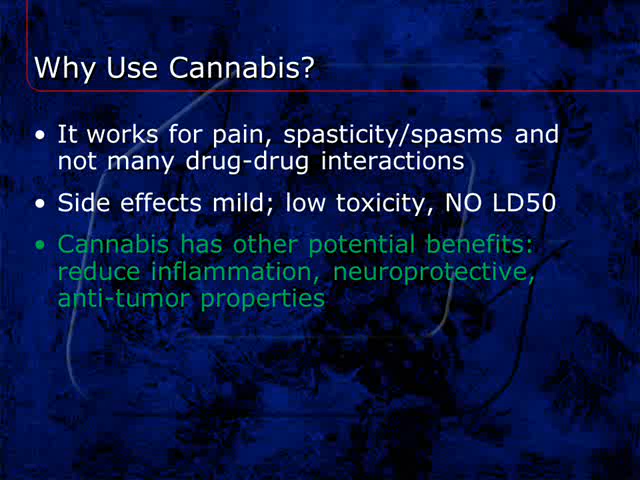 Why Use Cannabis?
• It works for pain, spasticity/spasms and
not many drug-drug interactions
• Side effects mild; low toxicity, NO LD50
• Cannabis has other potential benefits:
reduce inflammation, neuroprotective,
anti-tumor properties